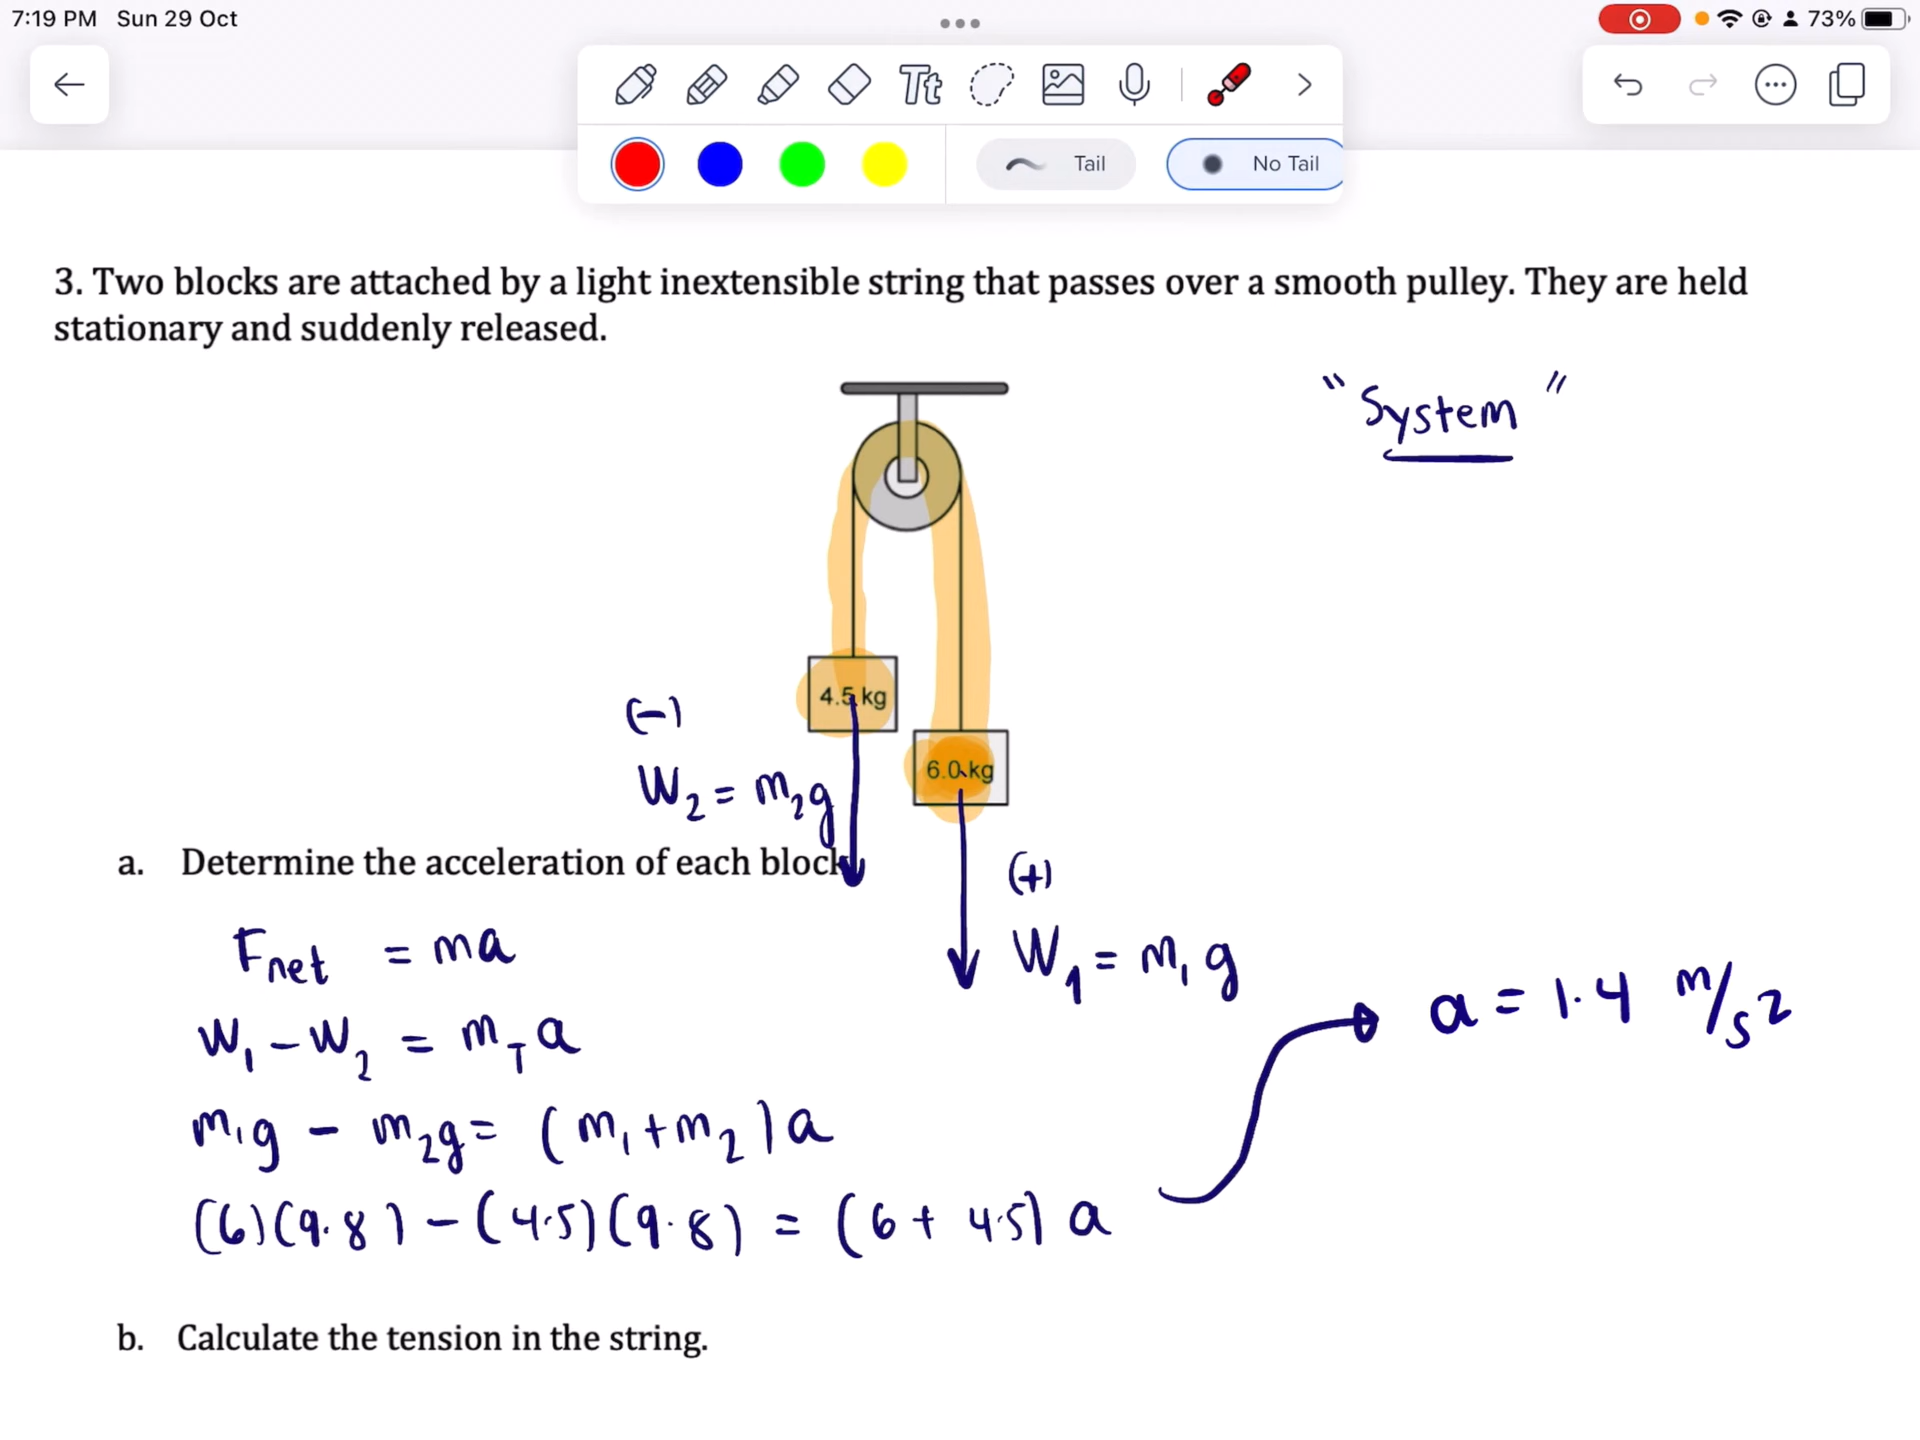 7:19 PM Sun 29 Oct
73%
Tt
Tail
No Tail
3. Two blocks are attached by a light inextensible string that passes over a smooth pulley. They are held
stationary and suddenly released.
"System"
4.5 kg
6.0 kg
(-)
W₂ = m₂g
a. Determine the acceleration of each block
(+)
W₁ = m₁g
Fnet = ma
W₁ - W₂ = mTa
m₁g - m₂g = (m₁+m₂)a
(6)(9.8) - (4.5)(9.8) = (6 + 4.5) a
a = 1.4 m/s2
b. Calculate the tension in the string.